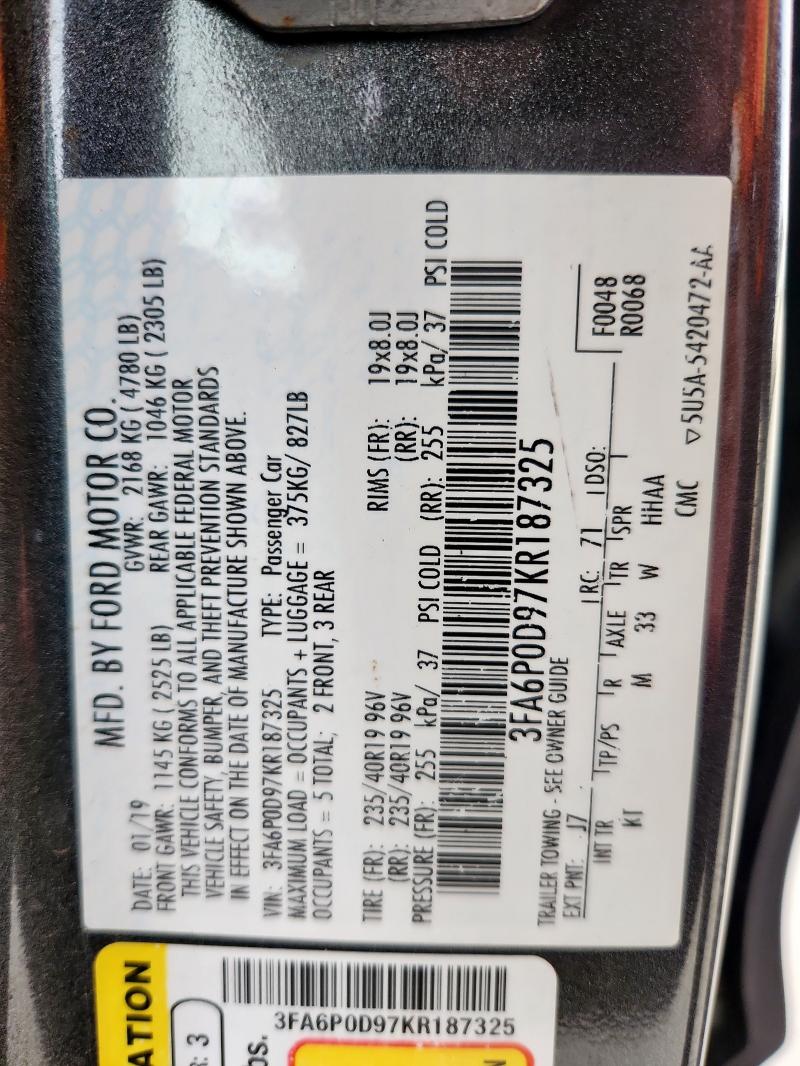 MFD. BY FORD MOTOR CO.
DATE: 01/19 GVWR: 2168 KG ( 4780 LB)
FRONT GAWR: 1145 KG ( 2525 LB) REAR GAWR: 1046 KG ( 2305 LB)
THIS VEHICLE CONFORMS TO ALL APPLICABLE FEDERAL MOTOR
VEHICLE SAFETY, BUMPER, AND THEFT PREVENTION STANDARDS
IN EFFECT ON THE DATE OF MANUFACTURE SHOWN ABOVE.
VIN: 3FA6P0D97KR187325 TYPE: Passenger Car
MAXIMUM LOAD = OCCUPANTS + LUGGAGE = 375KG/ 827LB
OCCUPANTS = 5 TOTAL; 2 FRONT, 3 REAR
TIRE (FR): 235/40R19 96V RIMS (FR): 19x8.0J
(RR): 235/40R19 96V (RR): 19x8.0J
PRESSURE (FR): 255 kPa/ 37 PSI COLD (RR): 255 kPa/ 37 PSI COLD
3FA6P0D97KR187325
TRAILER TOWING - SEE OWNER GUIDE
EXT PNT: J7 RC: 71 DSO: F0048
R0068
INT TR TP/PS R AXLE TR SPR
KT M 33 W HHAA
CMC ▽5U5A-5420472-AA
ATION
: 3
OS.
3FA6P0D97KR187325
N